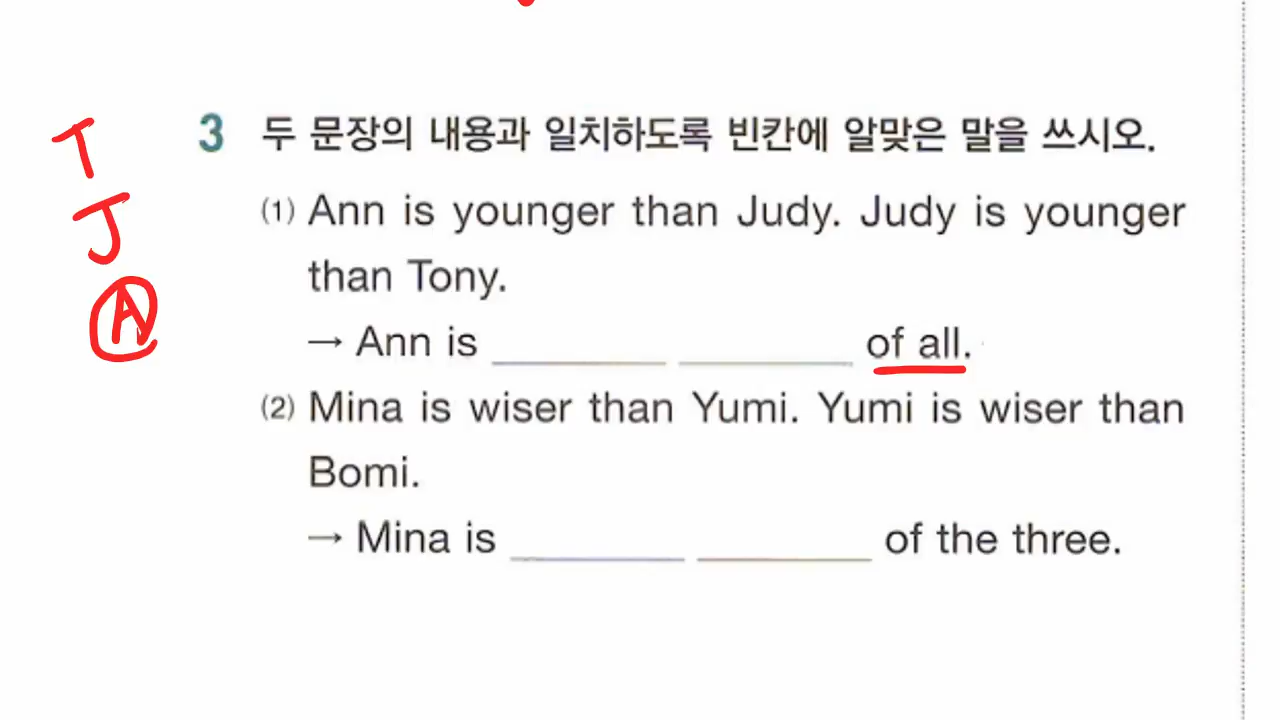 T
J
A
3 두 문장의 내용과 일치하도록 빈칸에 알맞은 말을 쓰시오.
(1) Ann is younger than Judy. Judy is younger
than Tony.
→ Ann is ________ ________ of all.
(2) Mina is wiser than Yumi. Yumi is wiser than
Bomi.
→ Mina is ________ ________ of the three.